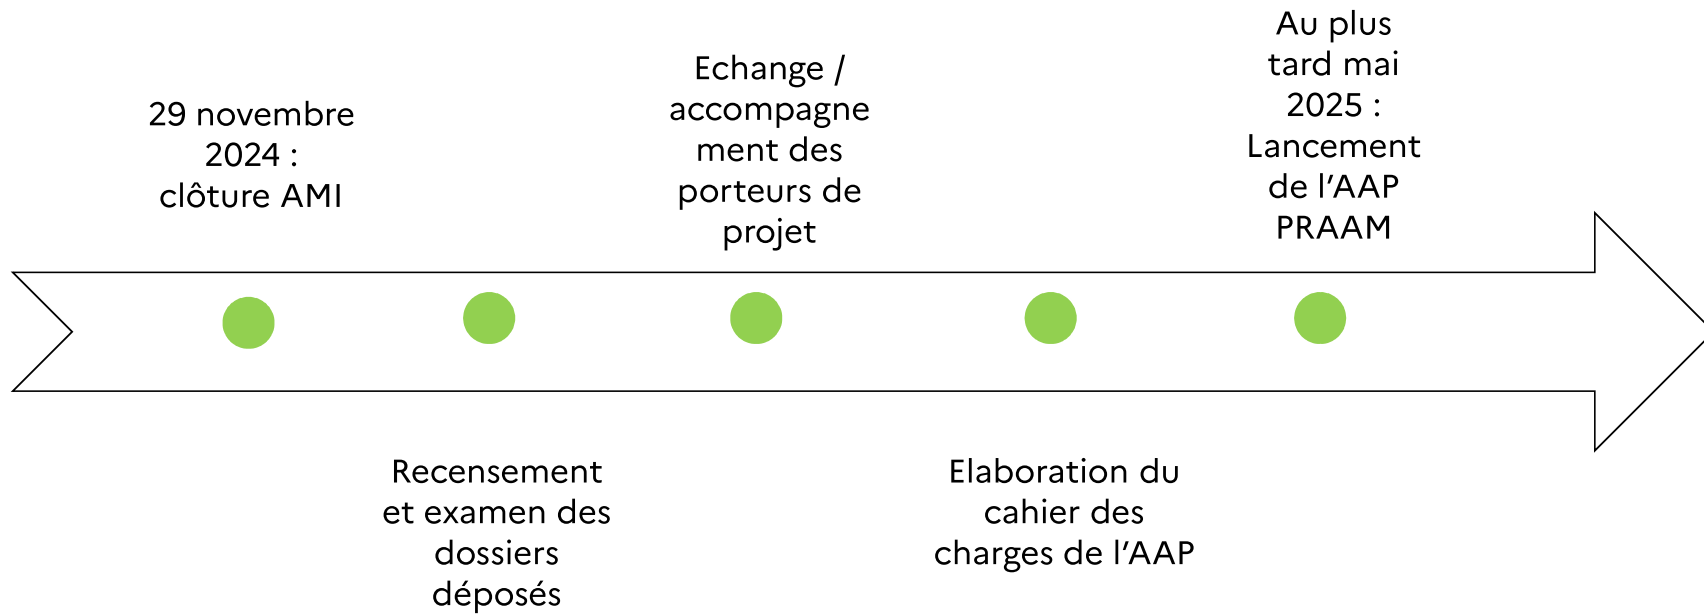 29 novembre
2024 :
clôture AMI
Recensement
et examen des
dossiers
déposés
Echange /
accompagne
ment des
porteurs de
projet
Elaboration du
cahier des
charges de l’AAP
Au plus
tard mai
2025 :
Lancement
de l’AAP
PRAAM